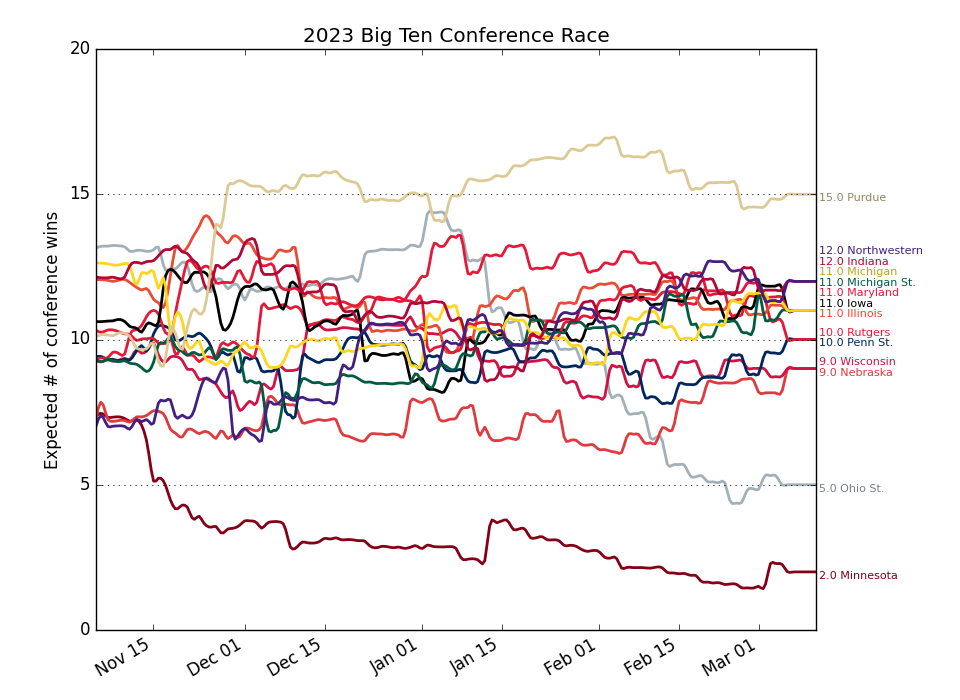 2023 Big Ten Conference Race
Expected # of conference wins
20
15
10
5
0
Nov 15
Dec 01
Dec 15
Jan 01
Jan 15
Feb 01
Feb 15
Mar 01
15.0 Purdue
12.0 Northwestern
12.0 Indiana
11.0 Michigan
11.0 Michigan St.
11.0 Maryland
11.0 Iowa
11.0 Illinois
10.0 Rutgers
10.0 Penn St.
9.0 Wisconsin
9.0 Nebraska
5.0 Ohio St.
2.0 Minnesota